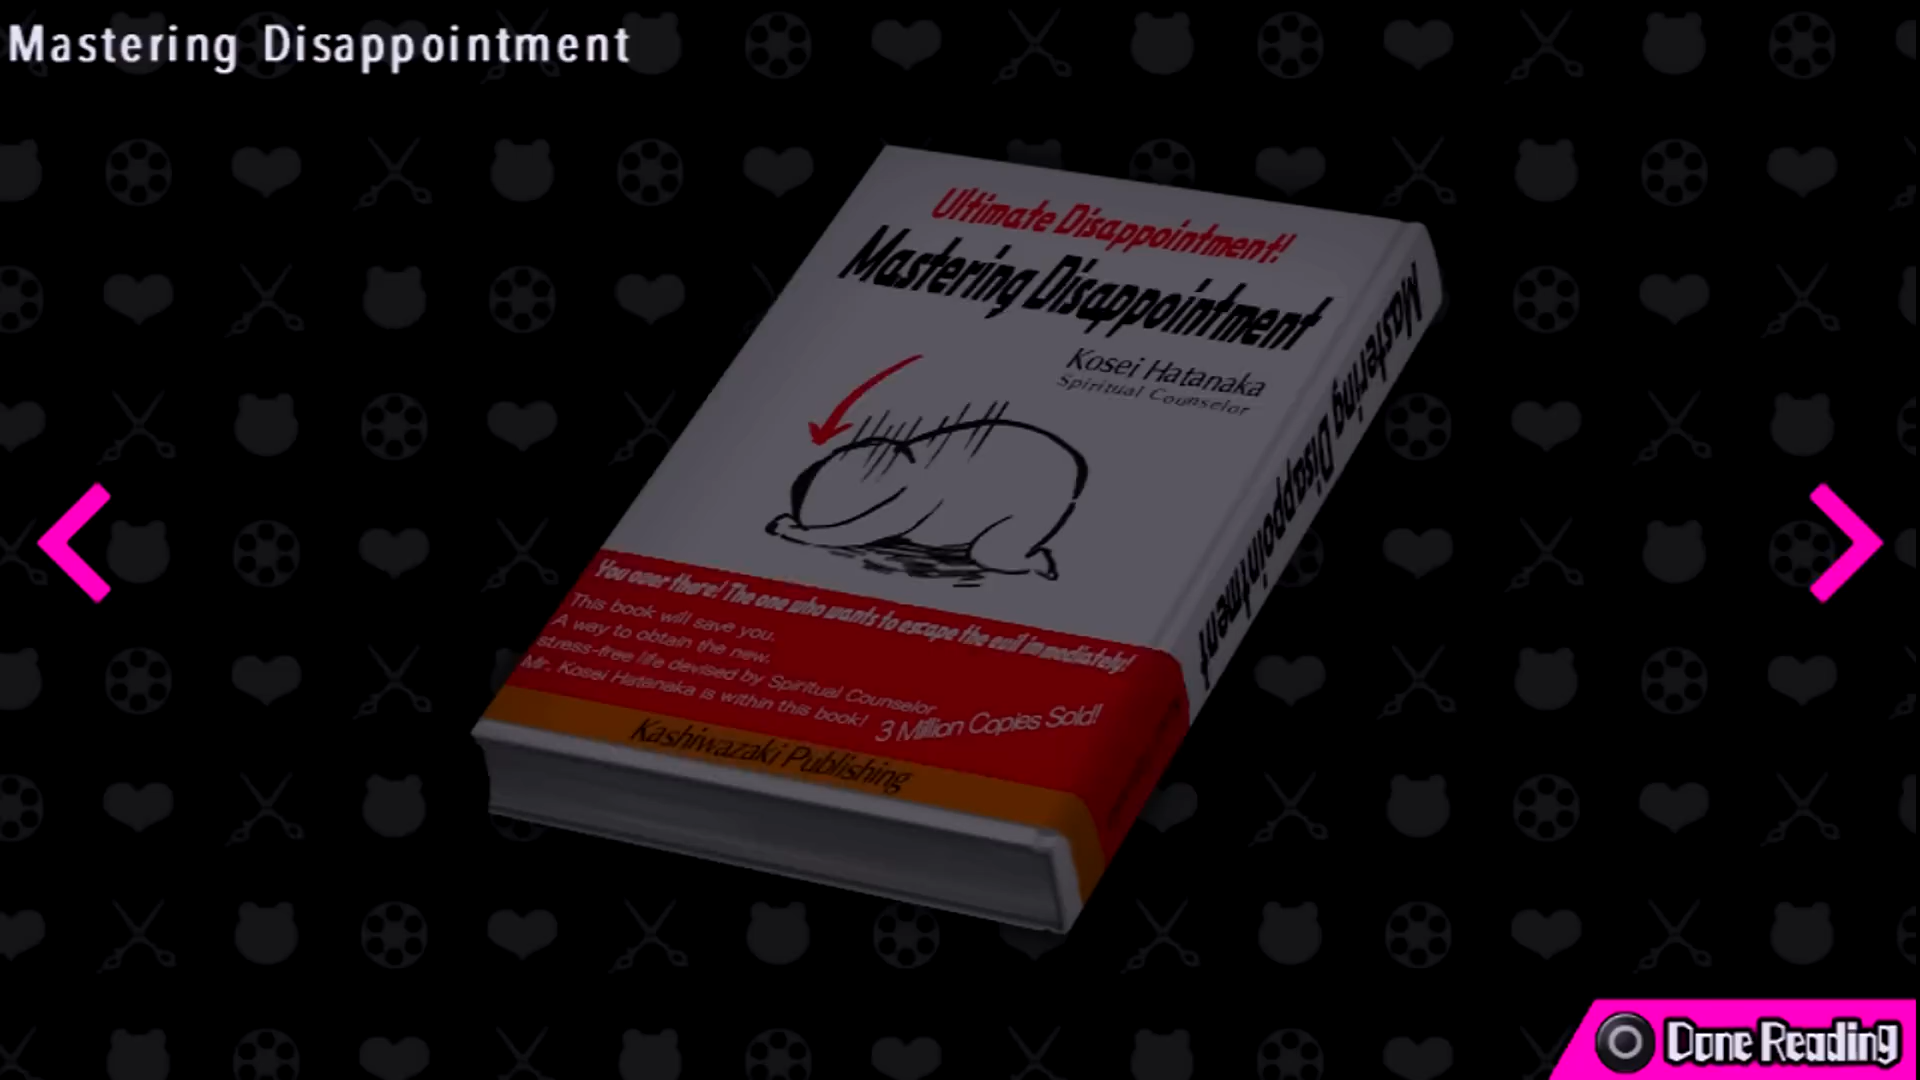 Mastering Disappointment
Ultimate Disappointment!
Mastering Disappointment
Kosei Hatanaka
Spiritual Counselor
Mastering Disappointment
You over there! The one who wants to escape the evil immediately!
This book will save you.
A way to obtain the new,
stress-free life devised by Spiritual Counselor
Mr. Kosei Hatanaka is within this book!
3 Million Copies Sold!
Kashiwazaki Publishing
Done Reading